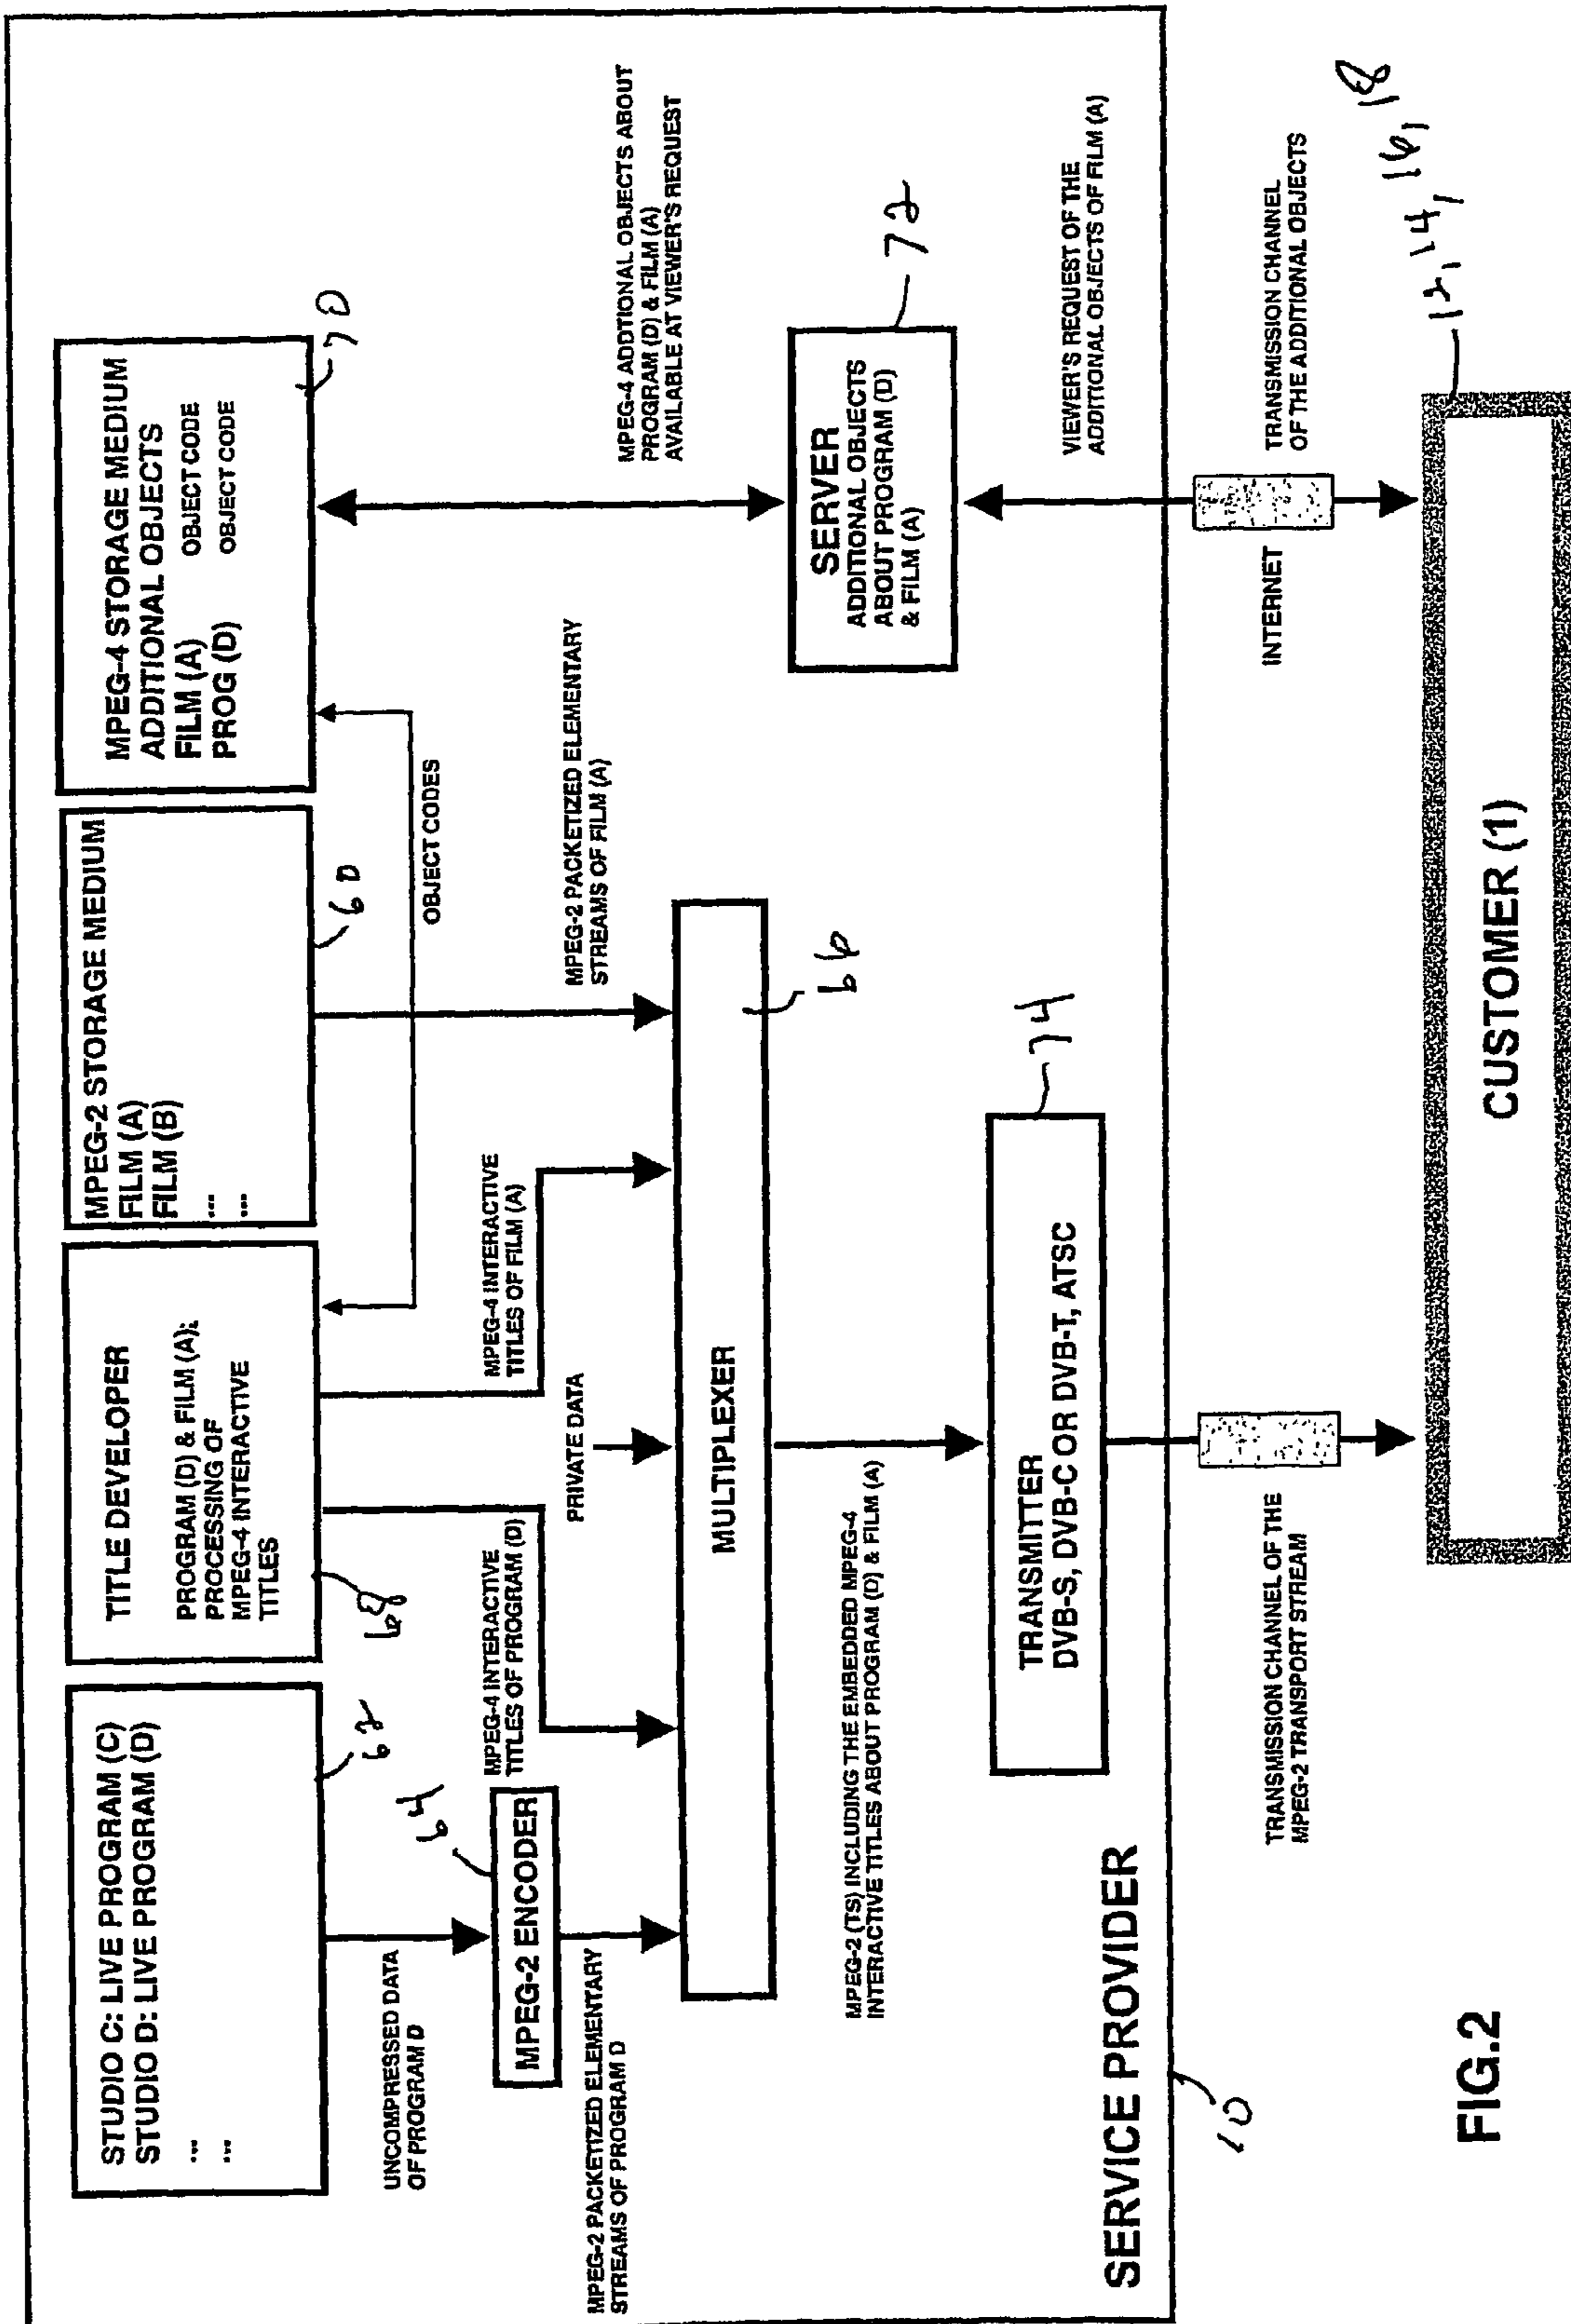 STUDIO C: LIVE PROGRAM (C)
STUDIO D: LIVE PROGRAM (D)
...
...
62
TITLE DEVELOPER
PROGRAM (D) & FILM (A):
PROCESSING OF
MPEG-4 INTERACTIVE
TITLES
68
MPEG-2 STORAGE MEDIUM
FILM (A)
FILM (B)
...
...
60
MPEG-4 STORAGE MEDIUM
ADDITIONAL OBJECTS
FILM (A) OBJECT CODE
PROG (D) OBJECT CODE
70
UNCOMPRESSED DATA
OF PROGRAM D
OBJECT CODES
64
MPEG-2 ENCODER
MPEG-4 INTERACTIVE
TITLES OF PROGRAM (D)
PRIVATE DATA
MPEG-4 INTERACTIVE
TITLES OF FILM (A)
MPEG-2 PACKETIZED ELEMENTARY
STREAMS OF FILM (A)
MPEG-4 ADDTIONAL OBJECTS ABOUT
PROGRAM (D) & FILM (A)
AVAILABLE AT VIEWER'S REQUEST
MPEG-2 PACKETIZED ELEMENTARY
STREAMS OF PROGRAM D
MULTIPLEXER
66
SERVER
ADDITIONAL OBJECTS
ABOUT PROGRAM (D)
& FILM (A)
72
MPEG-2 (TS) INCLUDING THE EMBEDDED MPEG-4
INTERACTIVE TITLES ABOUT PROGRAM (D) & FILM (A)
TRANSMITTER
DVB-S, DVB-C OR DVB-T, ATSC
74
VIEWER'S REQUEST OF THE
ADDITIONAL OBJECTS OF FILM (A)
SERVICE PROVIDER
10
TRANSMISSION CHANNEL OF THE
MPEG-2 TRANSPORT STREAM
INTERNET
TRANSMISSION CHANNEL
OF THE ADDITIONAL OBJECTS
12, 14, 16, 18
CUSTOMER (1)
FIG.2